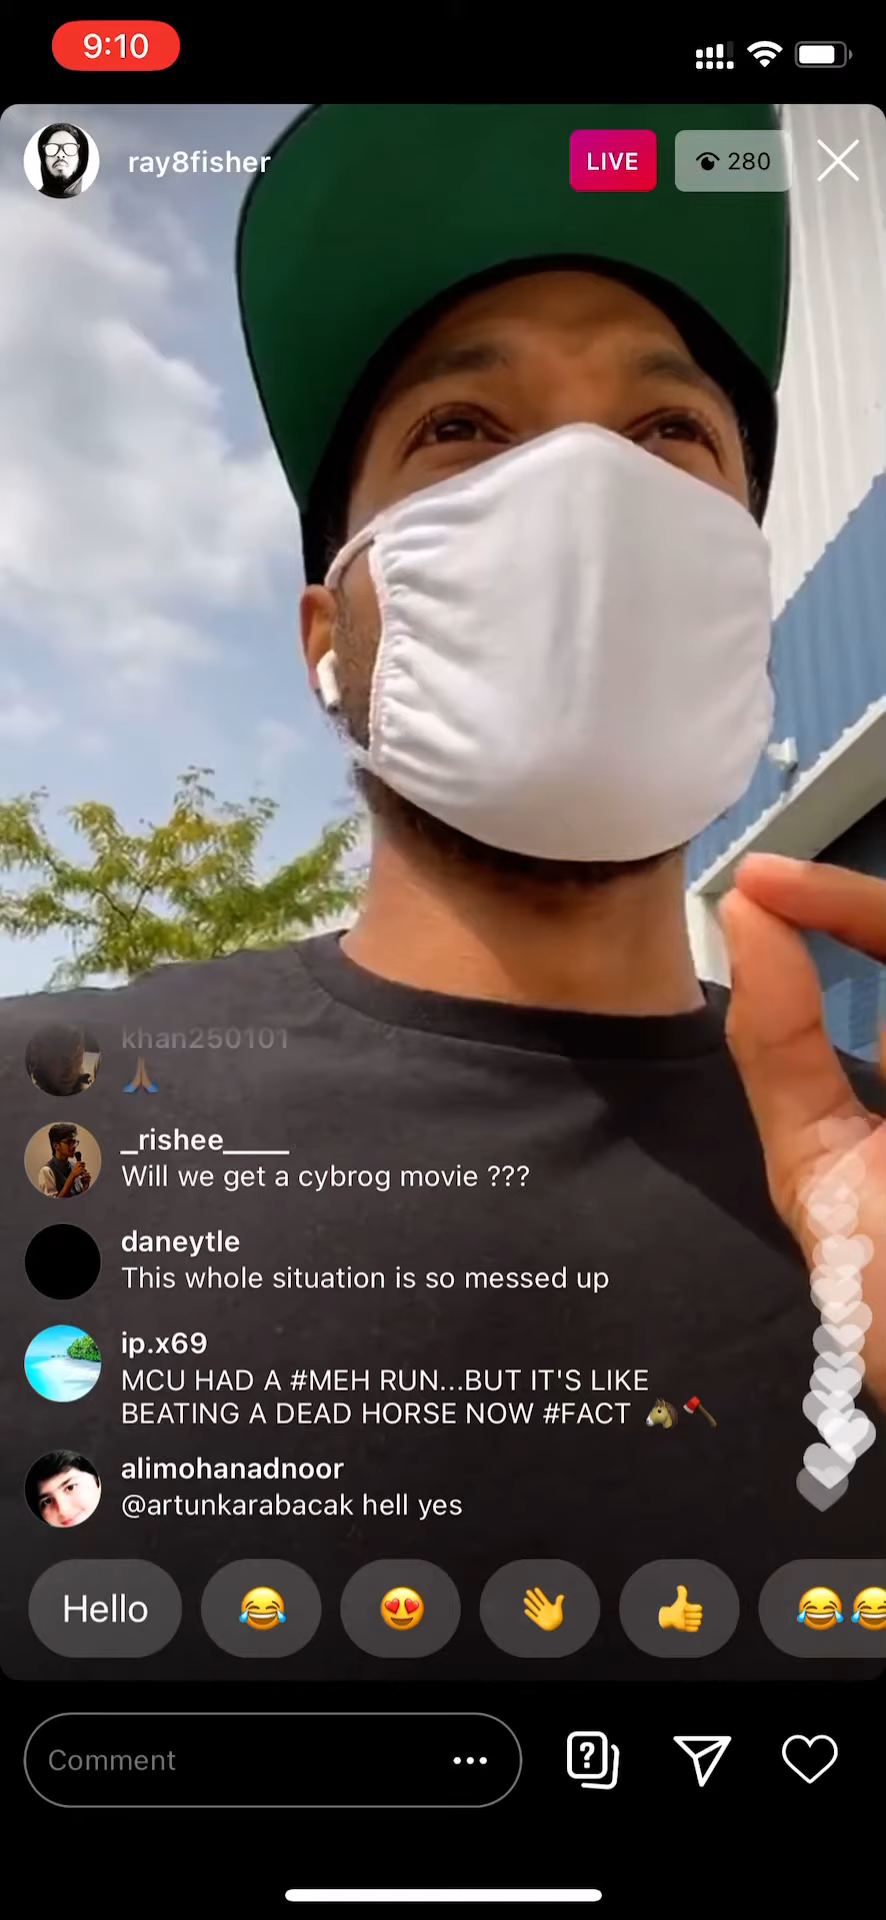 9:10
ray8fisher
LIVE
280
khan250101
🙏🏽
_rishee_____
Will we get a cybrog movie ???
daneytle
This whole situation is so messed up
ip.x69
MCU HAD A #MEH RUN...BUT IT'S LIKE
BEATING A DEAD HORSE NOW #FACT 🐴🪓
alimohanadnoor
@artunkarabacak hell yes
Hello 😂 😍 👋 👍 😂😂
Comment
?